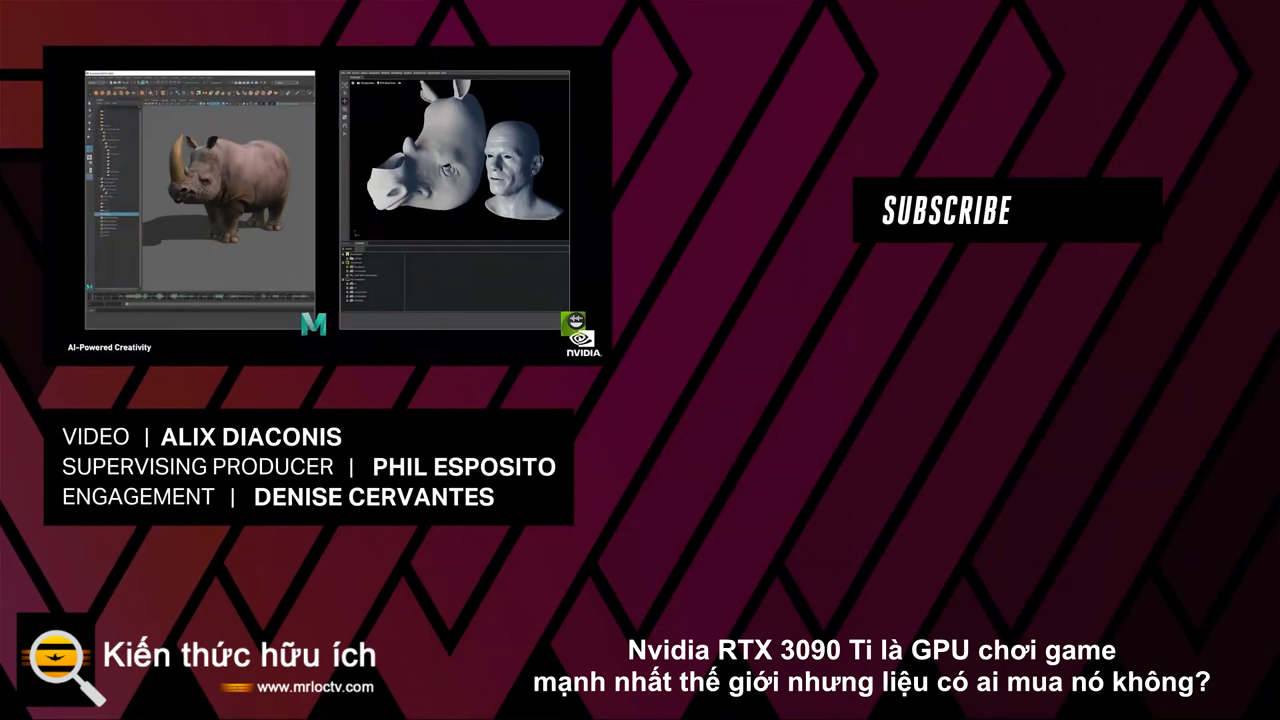 SUBSCRIBE
AI-Powered Creativity
NVIDIA.
VIDEO | ALIX DIACONIS
SUPERVISING PRODUCER | PHIL ESPOSITO
ENGAGEMENT | DENISE CERVANTES
Kiến thức hữu ích
www.mrloctv.com
Nvidia RTX 3090 Ti là GPU chơi game
mạnh nhất thế giới nhưng liệu có ai mua nó không?